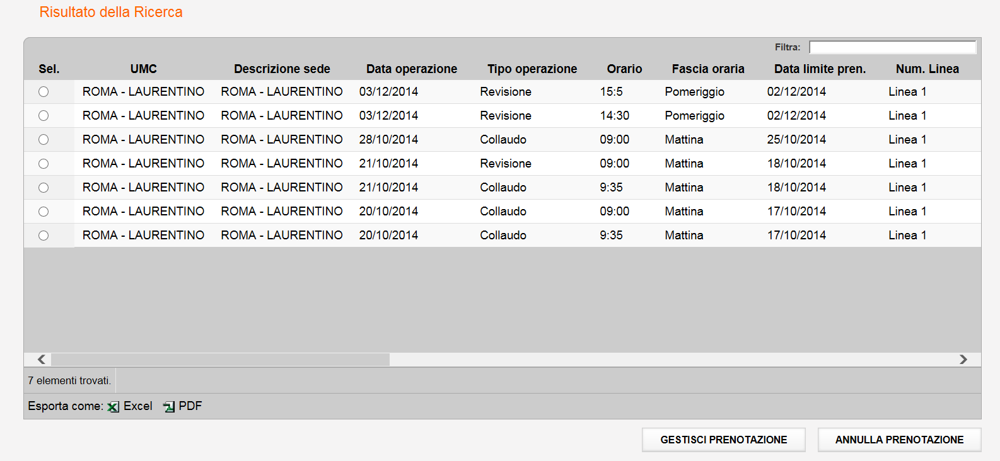 Risultato della Ricerca
Filtra:
Sel. UMC Descrizione sede Data operazione Tipo operazione Orario Fascia oraria Data limite pren. Num. Linea
ROMA - LAURENTINO ROMA - LAURENTINO 03/12/2014 Revisione 15:5 Pomeriggio 02/12/2014 Linea 1
ROMA - LAURENTINO ROMA - LAURENTINO 03/12/2014 Revisione 14:30 Pomeriggio 02/12/2014 Linea 1
ROMA - LAURENTINO ROMA - LAURENTINO 28/10/2014 Collaudo 09:00 Mattina 25/10/2014 Linea 1
ROMA - LAURENTINO ROMA - LAURENTINO 21/10/2014 Revisione 09:00 Mattina 18/10/2014 Linea 1
ROMA - LAURENTINO ROMA - LAURENTINO 21/10/2014 Collaudo 9:35 Mattina 18/10/2014 Linea 1
ROMA - LAURENTINO ROMA - LAURENTINO 20/10/2014 Collaudo 09:00 Mattina 17/10/2014 Linea 1
ROMA - LAURENTINO ROMA - LAURENTINO 20/10/2014 Collaudo 9:35 Mattina 17/10/2014 Linea 1
7 elementi trovati.
Esporta come: Excel PDF
GESTISCI PRENOTAZIONE ANNULLA PRENOTAZIONE